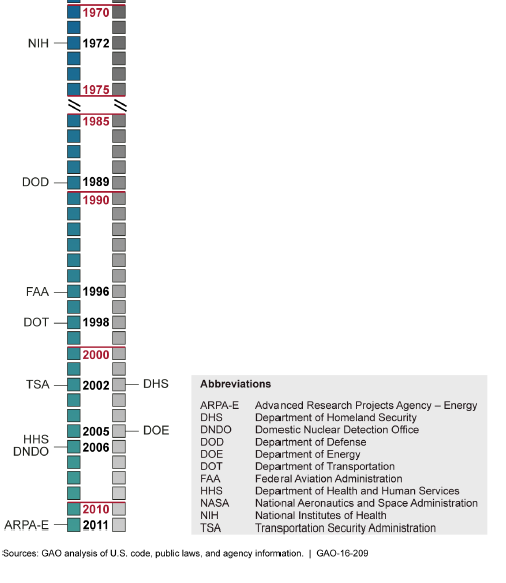 1970
NIH 1972
1975
1985
DOD 1989
1990
FAA 1996
DOT 1998
2000
TSA 2002 DHS
2005 DOE
HHS
DNDO 2006
2010
ARPA-E 2011
Abbreviations
ARPA-E Advanced Research Projects Agency – Energy
DHS Department of Homeland Security
DNDO Domestic Nuclear Detection Office
DOD Department of Defense
DOE Department of Energy
DOT Department of Transportation
FAA Federal Aviation Administration
HHS Department of Health and Human Services
NASA National Aeronautics and Space Administration
NIH National Institutes of Health
TSA Transportation Security Administration
Sources: GAO analysis of U.S. code, public laws, and agency information. | GAO-16-209